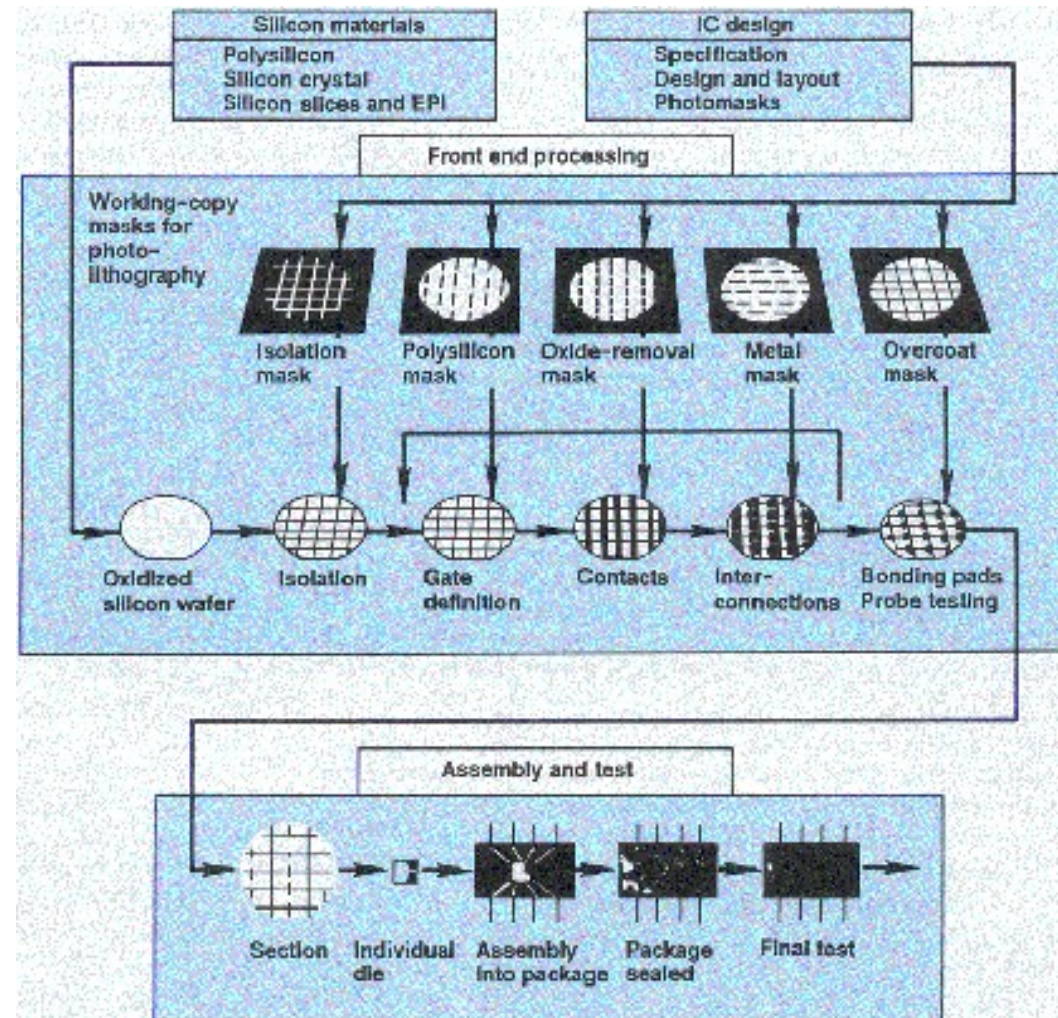 Silicon materials
Polysilicon
Silicon crystal
Silicon slices and EPI
IC design
Specification
Design and layout
Photomasks
Front end processing
Working-copy
masks for
photo-
lithography
Isolation
mask
Polysilicon
mask
Oxide-removal
mask
Metal
mask
Overcoat
mask
Oxidized
silicon wafer
Isolation
Gate
definition
Contacts
Inter-
connections
Bonding pads
Probe testing
Assembly and test
Section
Individual
die
Assembly
into package
Package
sealed
Final test